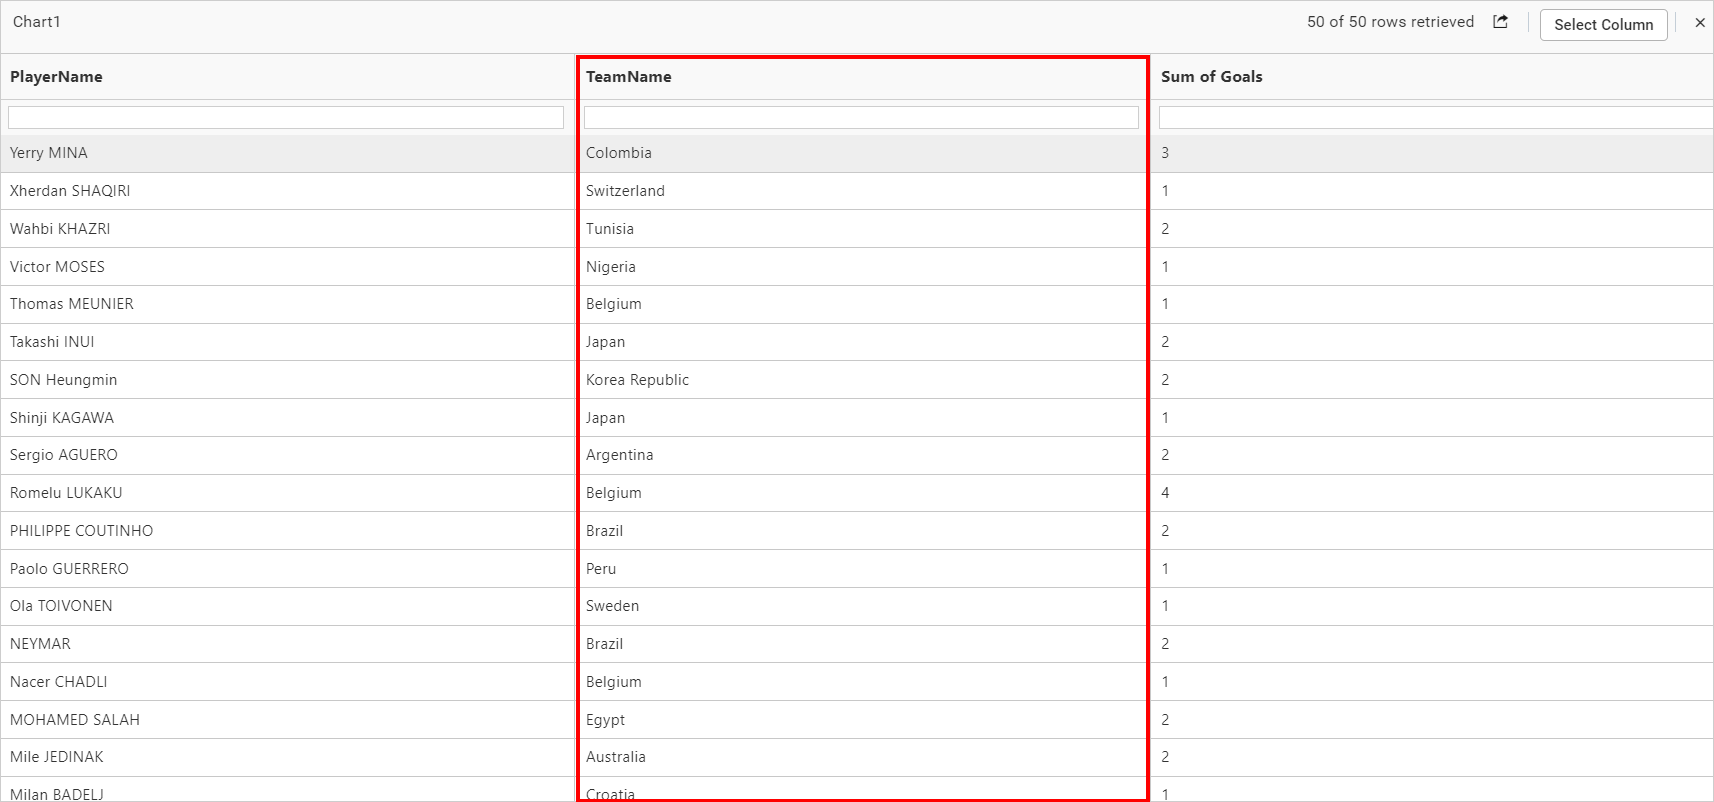 Chart1 50 of 50 rows retrieved Select Column ×
PlayerName TeamName Sum of Goals
Yerry MINA Colombia 3
Xherdan SHAQIRI Switzerland 1
Wahbi KHAZRI Tunisia 2
Victor MOSES Nigeria 1
Thomas MEUNIER Belgium 1
Takashi INUI Japan 2
SON Heungmin Korea Republic 2
Shinji KAGAWA Japan 1
Sergio AGUERO Argentina 2
Romelu LUKAKU Belgium 4
PHILIPPE COUTINHO Brazil 2
Paolo GUERRERO Peru 1
Ola TOIVONEN Sweden 1
NEYMAR Brazil 2
Nacer CHADLI Belgium 1
MOHAMED SALAH Egypt 2
Mile JEDINAK Australia 2
Milan BADELJ Croatia 1